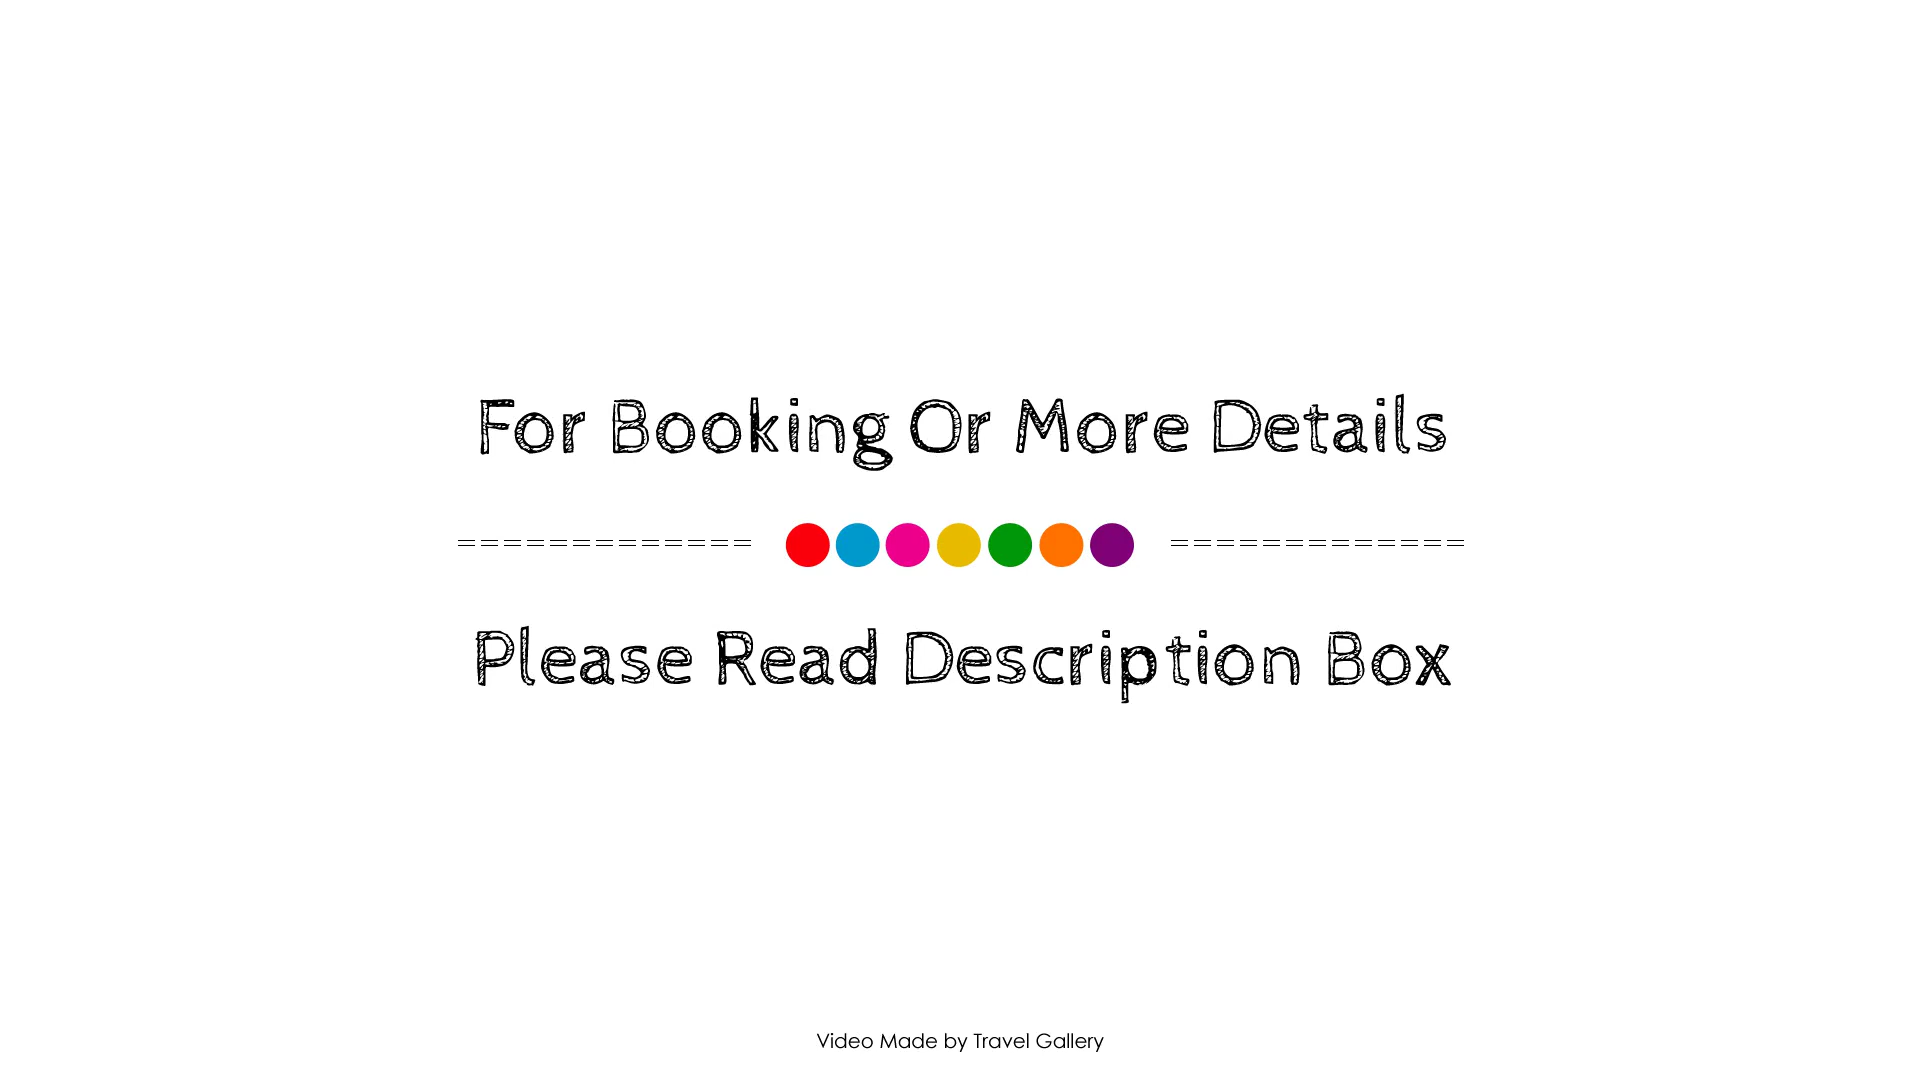 For Booking Or More Details
============= =============
Please Read Description Box
Video Made by Travel Gallery